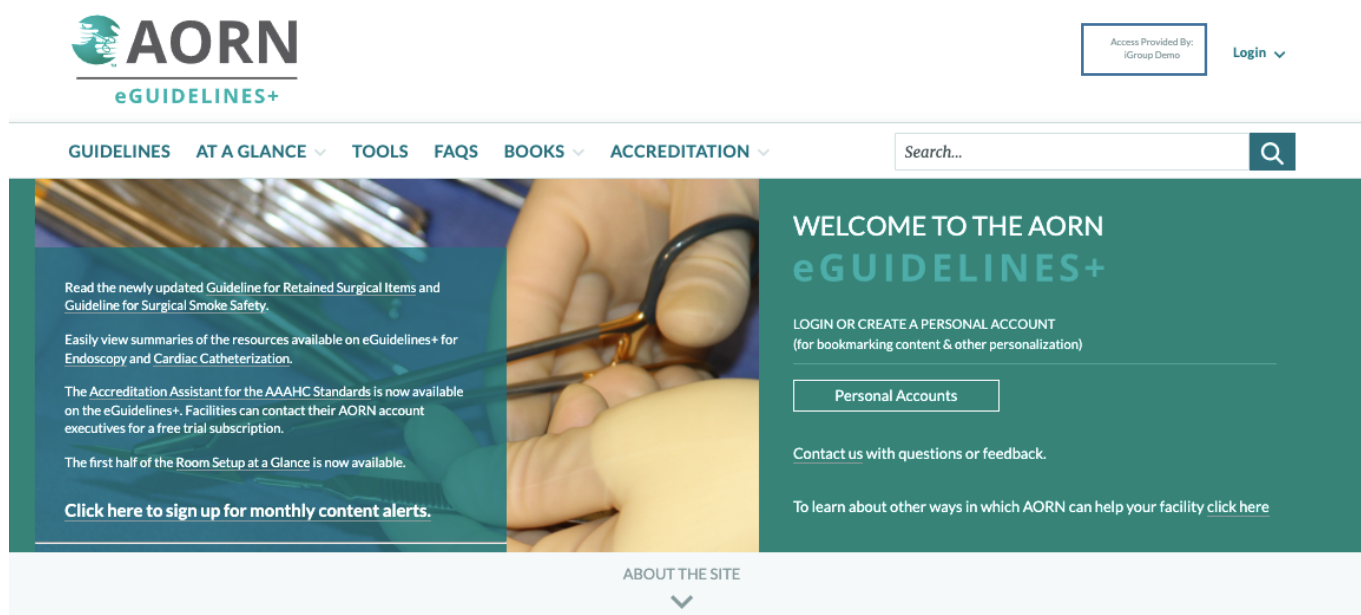 AORN
eGUIDELINES+
Access Provided By:
iGroup Demo
Login
GUIDELINES AT A GLANCE TOOLS FAQS BOOKS ACCREDITATION
Search...
Read the newly updated Guideline for Retained Surgical Items and
Guideline for Surgical Smoke Safety.
Easily view summaries of the resources available on eGuidelines+ for
Endoscopy and Cardiac Catheterization.
The Accreditation Assistant for the AAAHC Standards is now available
on the eGuidelines+. Facilities can contact their AORN account
executives for a free trial subscription.
The first half of the Room Setup at a Glance is now available.
Click here to sign up for monthly content alerts.
WELCOME TO THE AORN
eGUIDELINES+
LOGIN OR CREATE A PERSONAL ACCOUNT
(for bookmarking content & other personalization)
Personal Accounts
Contact us with questions or feedback.
To learn about other ways in which AORN can help your facility click here
ABOUT THE SITE